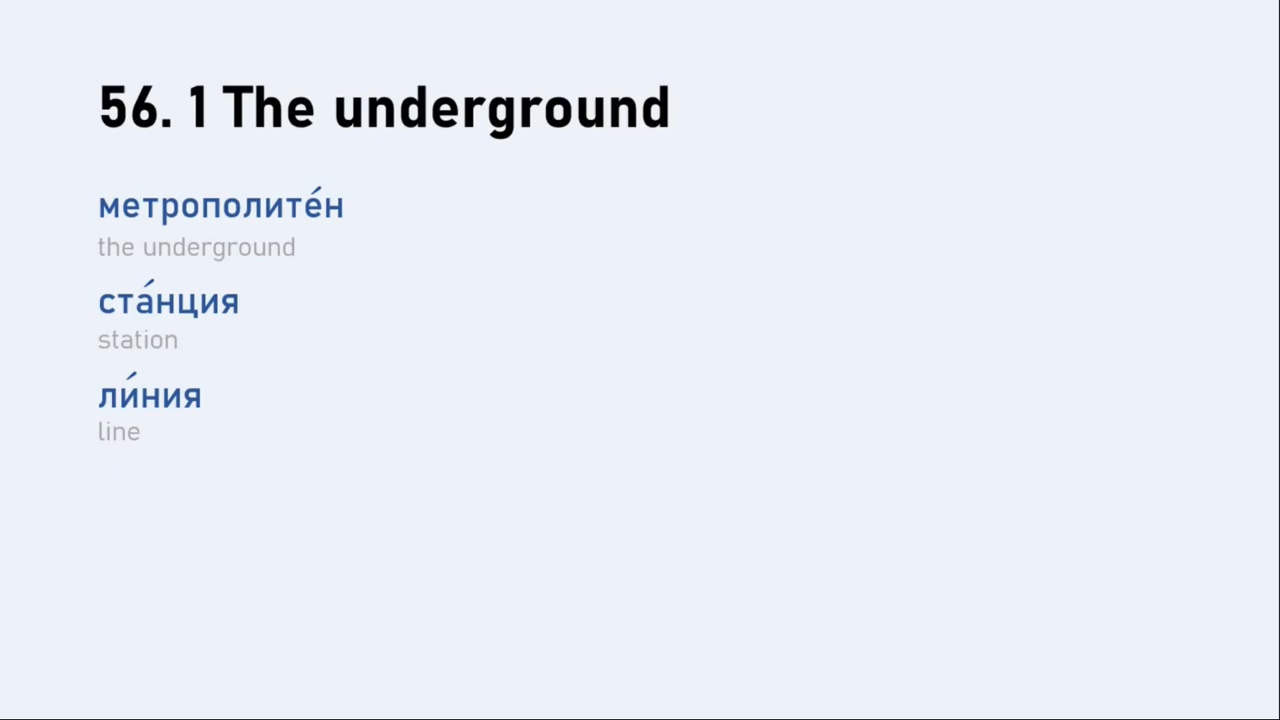 56. 1 The underground
метрополите́н
the underground
ста́нция
station
ли́ния
line